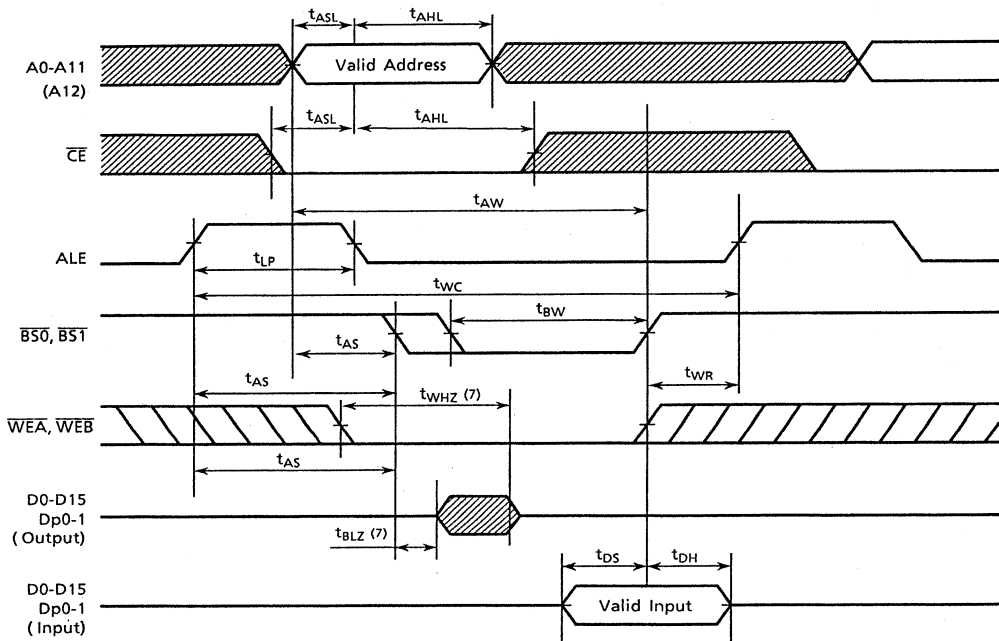 tASL tAHL
A0-A11
(A12)
Valid Address
tASL tAHL
CE
tAW
ALE
tLP
tWC
BS0, BS1
tBW
tAS
tAS
tWHZ (7)
tWR
WEA, WEB
tAS
D0-D15
Dp0-1
(Output)
tBLZ (7)
tDS tDH
D0-D15
Dp0-1
(Input)
Valid Input